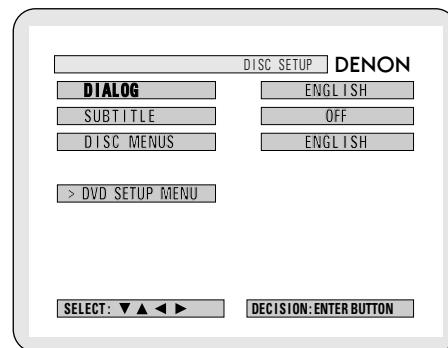 DISC SETUP DENON
DIALOG ENGLISH
SUBTITLE OFF
DISC MENUS ENGLISH
> DVD SETUP MENU
SELECT: ▼ ▲ ◄ ► DECISION: ENTER BUTTON